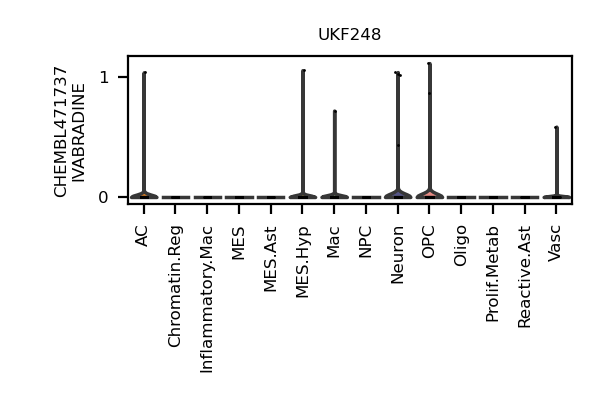 UKF248
CHEMBL471737
IVABRADINE
1
0
AC
Chromatin.Reg
Inflammatory.Mac
MES
MES.Ast
MES.Hyp
Mac
NPC
Neuron
OPC
Oligo
Prolif.Metab
Reactive.Ast
Vasc